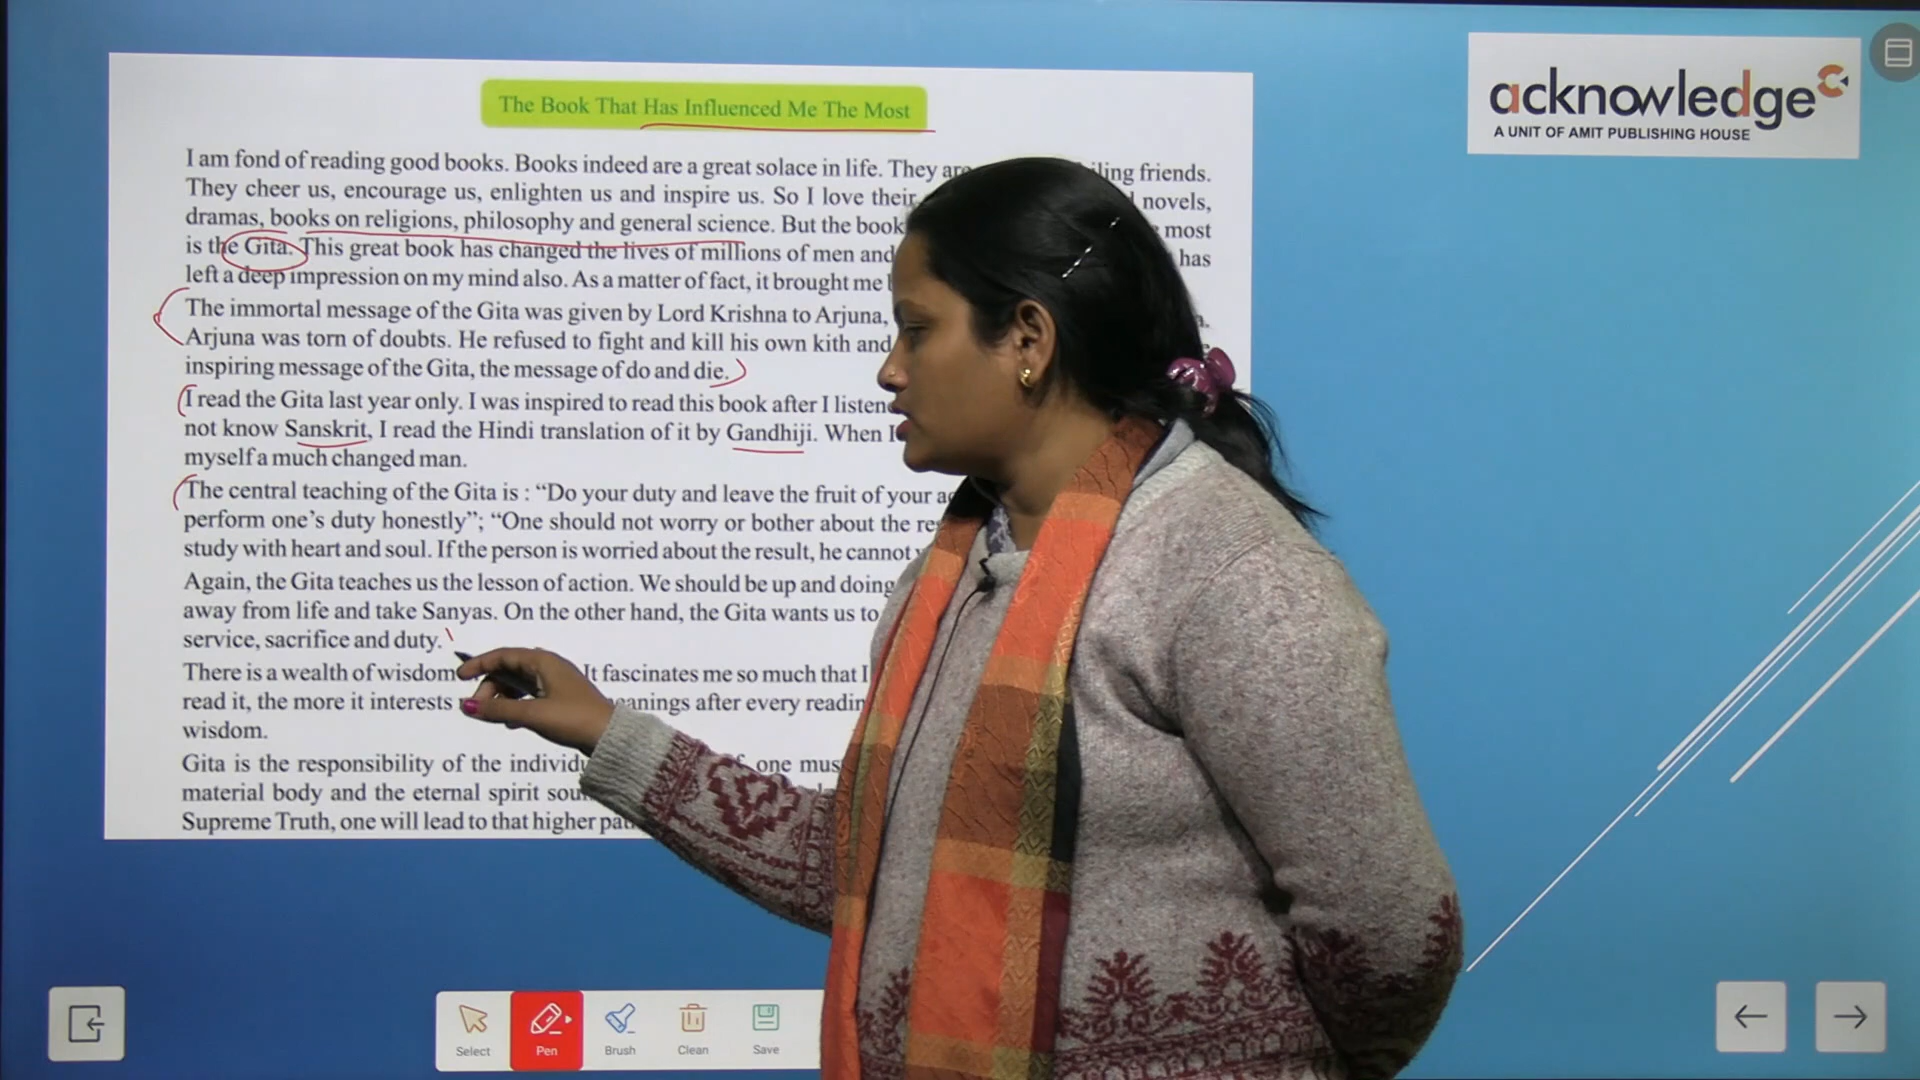 The Book That Has Influenced Me The Most
acknowledge
A UNIT OF AMIT PUBLISHING HOUSE
I am fond of reading good books. Books indeed are a great solace in life. They are friends.
They cheer us, encourage us, enlighten us and inspire us. So I love their novels,
dramas, books on religions, philosophy and general science. But the book most
is the Gita. This great book has changed the lives of millions of men and has
left a deep impression on my mind also. As a matter of fact, it brought me
The immortal message of the Gita was given by Lord Krishna to Arjuna,
Arjuna was torn of doubts. He refused to fight and kill his own kith and
inspiring message of the Gita, the message of do and die.
I read the Gita last year only. I was inspired to read this book after I
not know Sanskrit, I read the Hindi translation of it by Gandhiji. When I
myself a much changed man.
The central teaching of the Gita is : “Do your duty and leave the fruit of your
perform one’s duty honestly”; “One should not worry or bother about the
study with heart and soul. If the person is worried about the result, he cannot
Again, the Gita teaches us the lesson of action. We should be up and doing
away from life and take Sanyas. On the other hand, the Gita wants us to
service, sacrifice and duty.
There is a wealth of wisdom It fascinates me so much that I
read it, the more it interests after every
wisdom.
Gita is the responsibility of the one
material body and the eternal spirit
Supreme Truth, one will lead to that higher
Select
Pen
Brush
Clean
Save